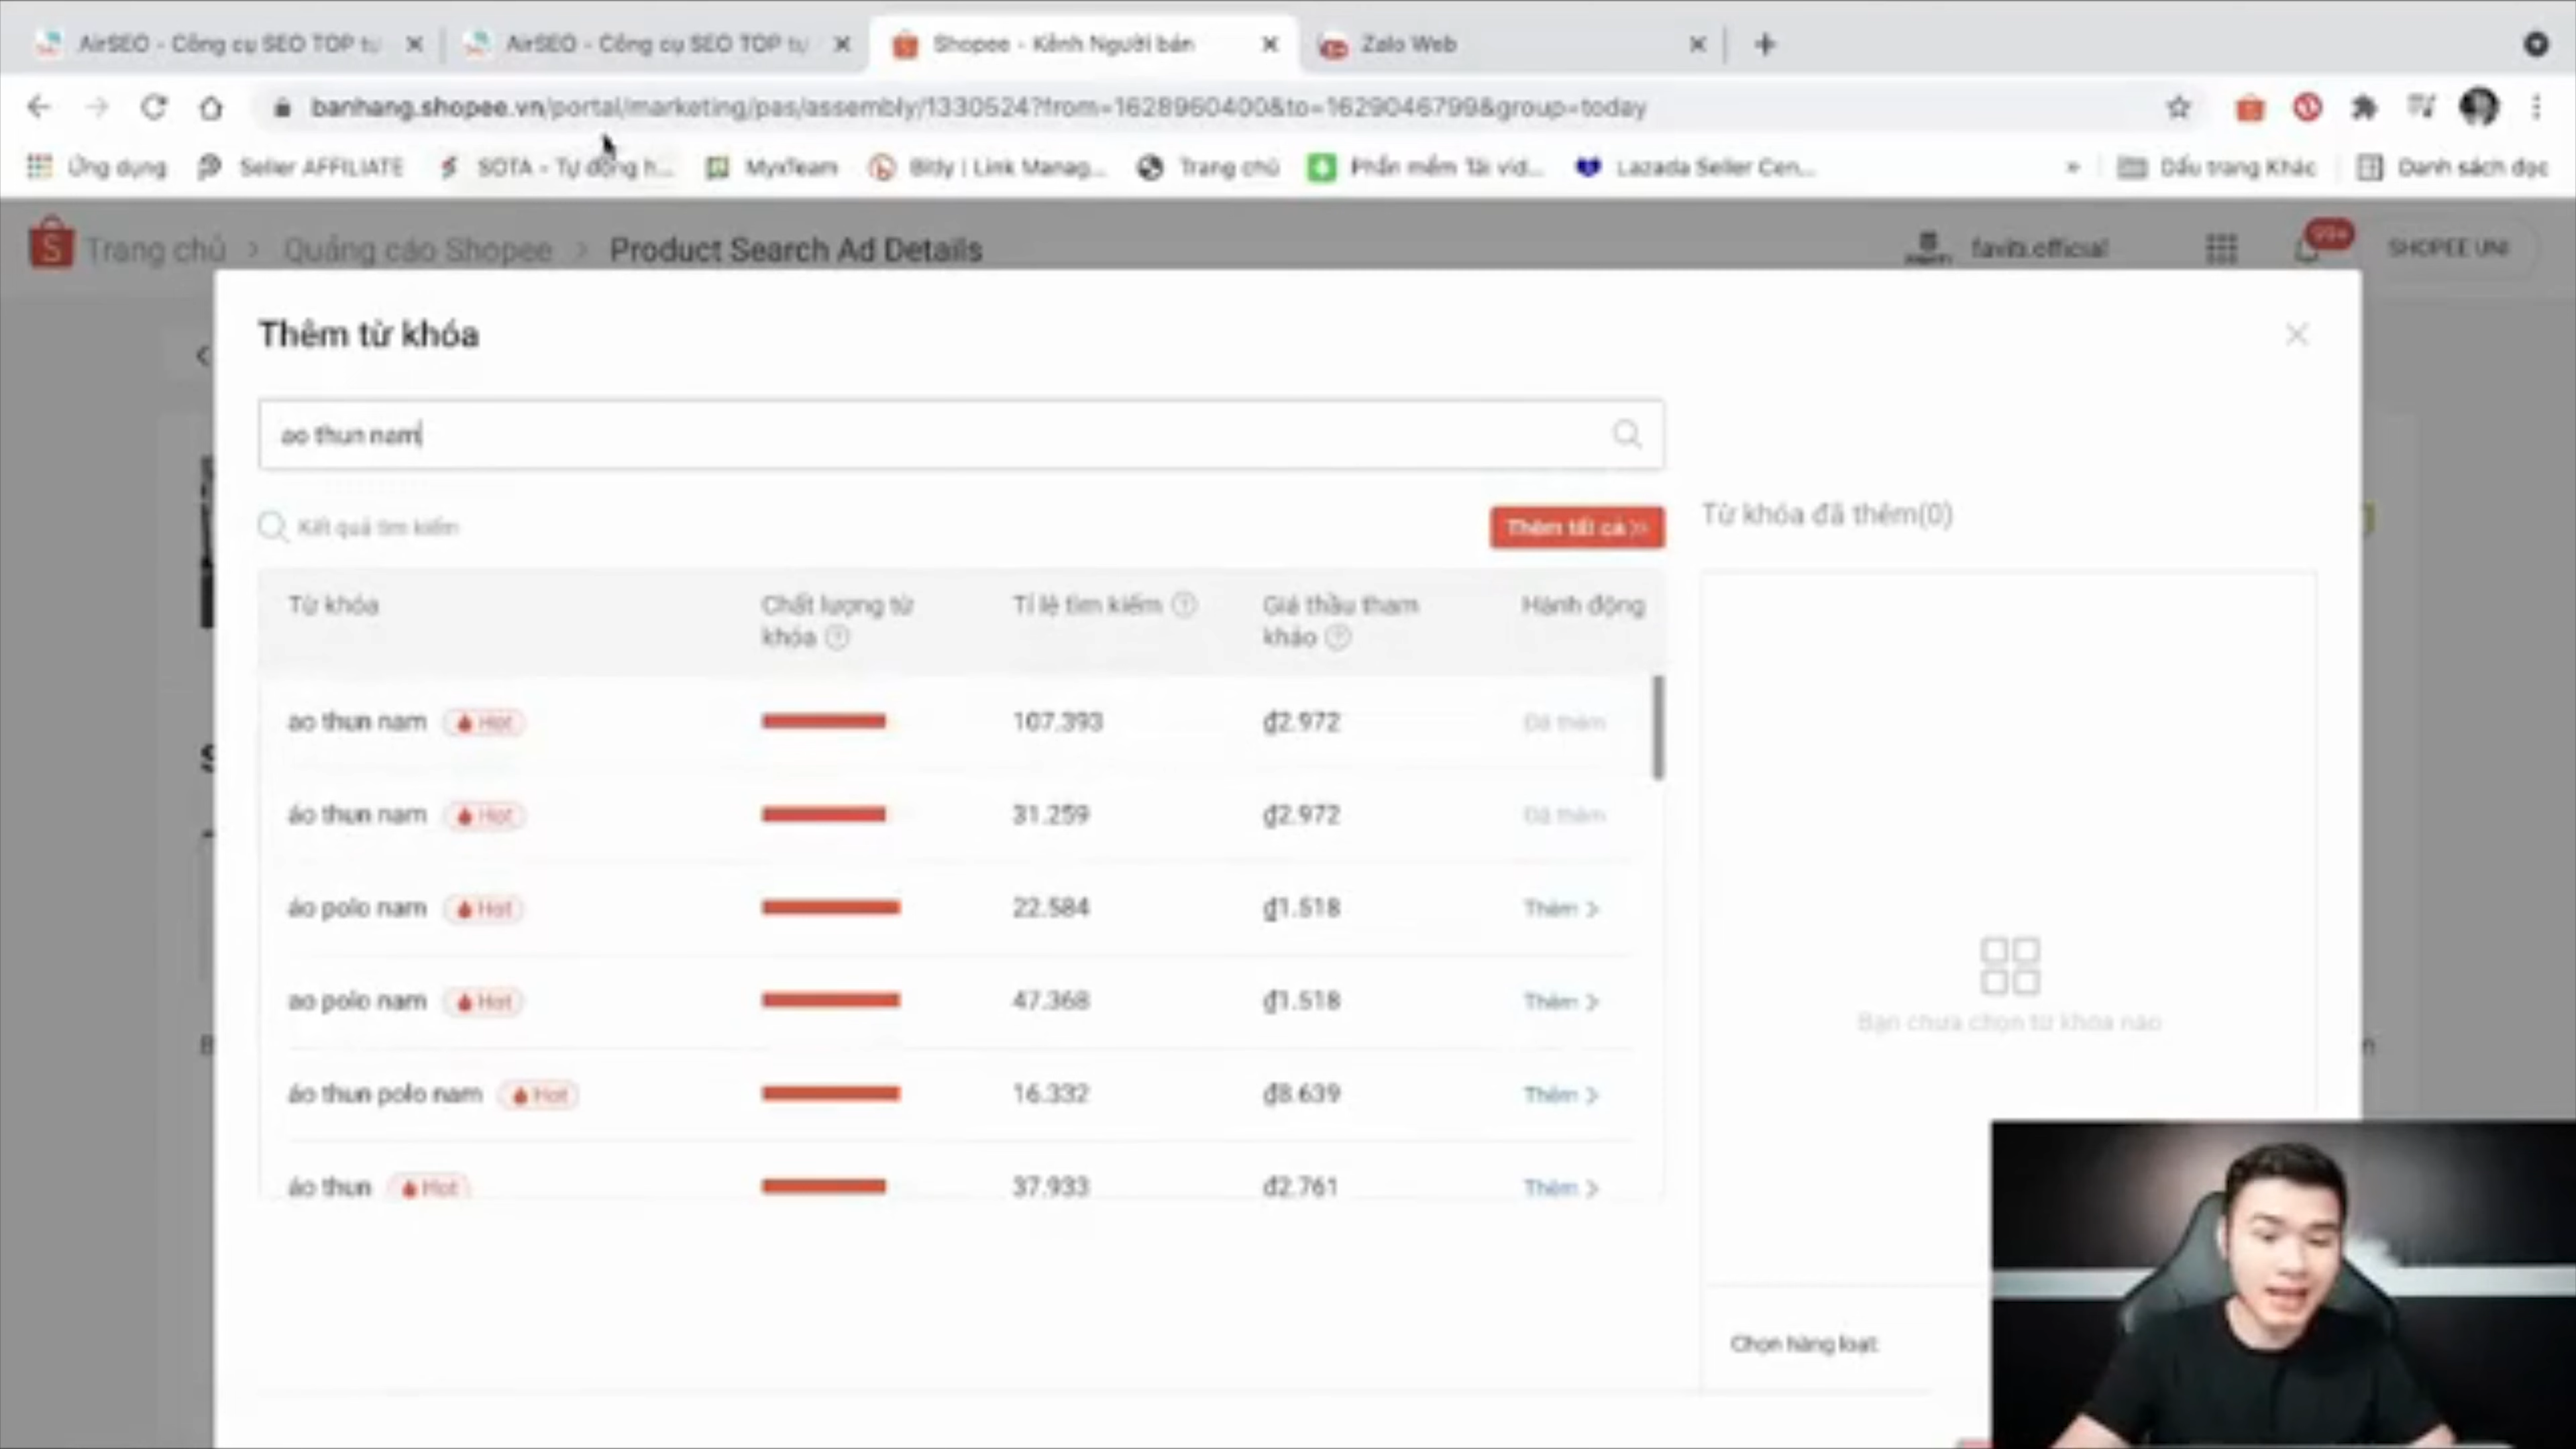 AirSEO - Công cụ SEO TOP tự
AirSEO - Công cụ SEO TOP tự
Shopee - Kênh Người bán
Zalo Web
banhang.shopee.vn/portal/marketing/pas/assembly/1330524?from=1628960400&to=1629046799&group=today
Ứng dụng
Seller AFFILIATE
SOTA - Tự động h...
MyxTeam
Bitly | Link Manag...
Trang chủ
Phần mềm Tải vid...
Lazada Seller Cen...
»
Dấu trang Khác
Danh sách đọc
Trang chủ > Quảng cáo Shopee > Product Search Ad Details
faviti.official
99+
SHOPEE UNI
Thêm từ khóa
ao thun nam
Kết quả tìm kiếm
Thêm tất cả »
Từ khóa đã thêm(0)
Từ khóa
Chất lượng từ khóa
Tỉ lệ tìm kiếm
Giá thầu tham khảo
Hành động
ao thun nam Hot 107.393 ₫2.972 Đã thêm
áo thun nam Hot 31.259 ₫2.972 Đã thêm
áo polo nam Hot 22.584 ₫1.518 Thêm >
ao polo nam Hot 47.368 ₫1.518 Thêm >
áo thun polo nam Hot 16.332 ₫8.639 Thêm >
áo thun Hot 37.933 ₫2.761 Thêm >
Bạn chưa chọn từ khóa nào
Chọn hàng loạt